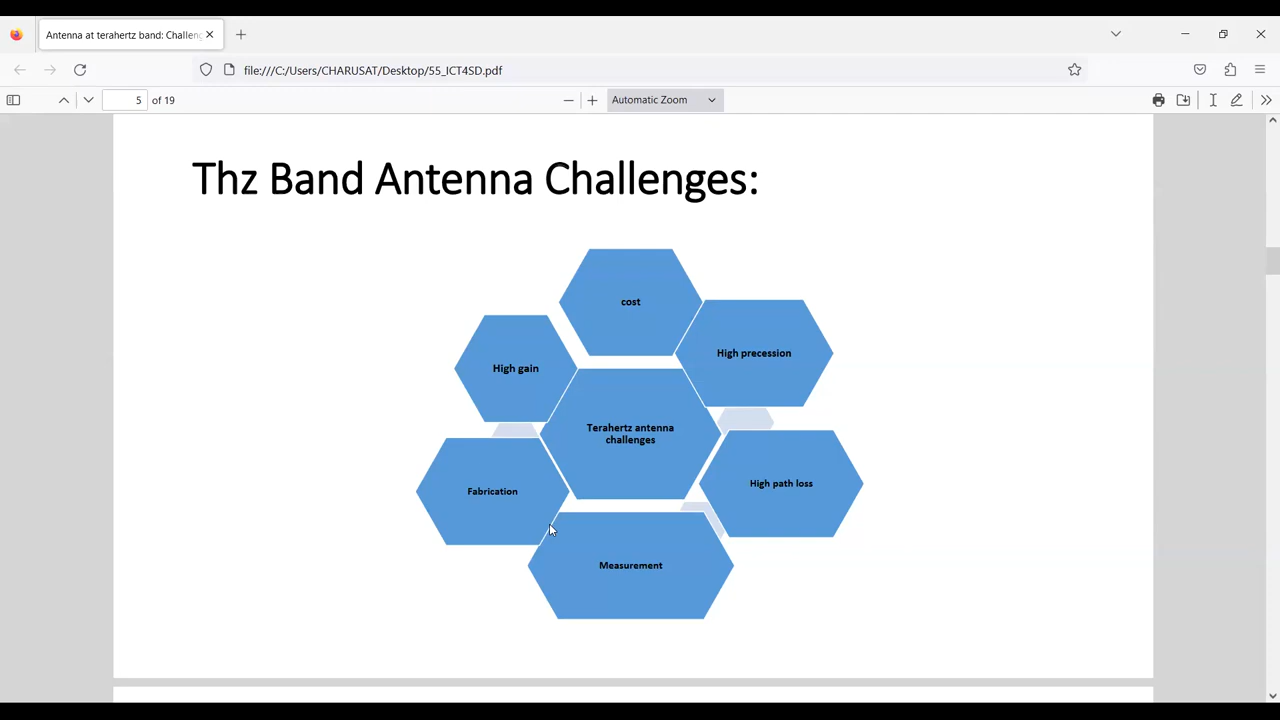 Antenna at terahertz band: Challeng
file:///C:/Users/CHARUSAT/Desktop/55_ICT4SD.pdf
5 of 19
Automatic Zoom
Thz Band Antenna Challenges:
cost
High precession
High gain
Terahertz antenna
challenges
High path loss
Fabrication
Measurement